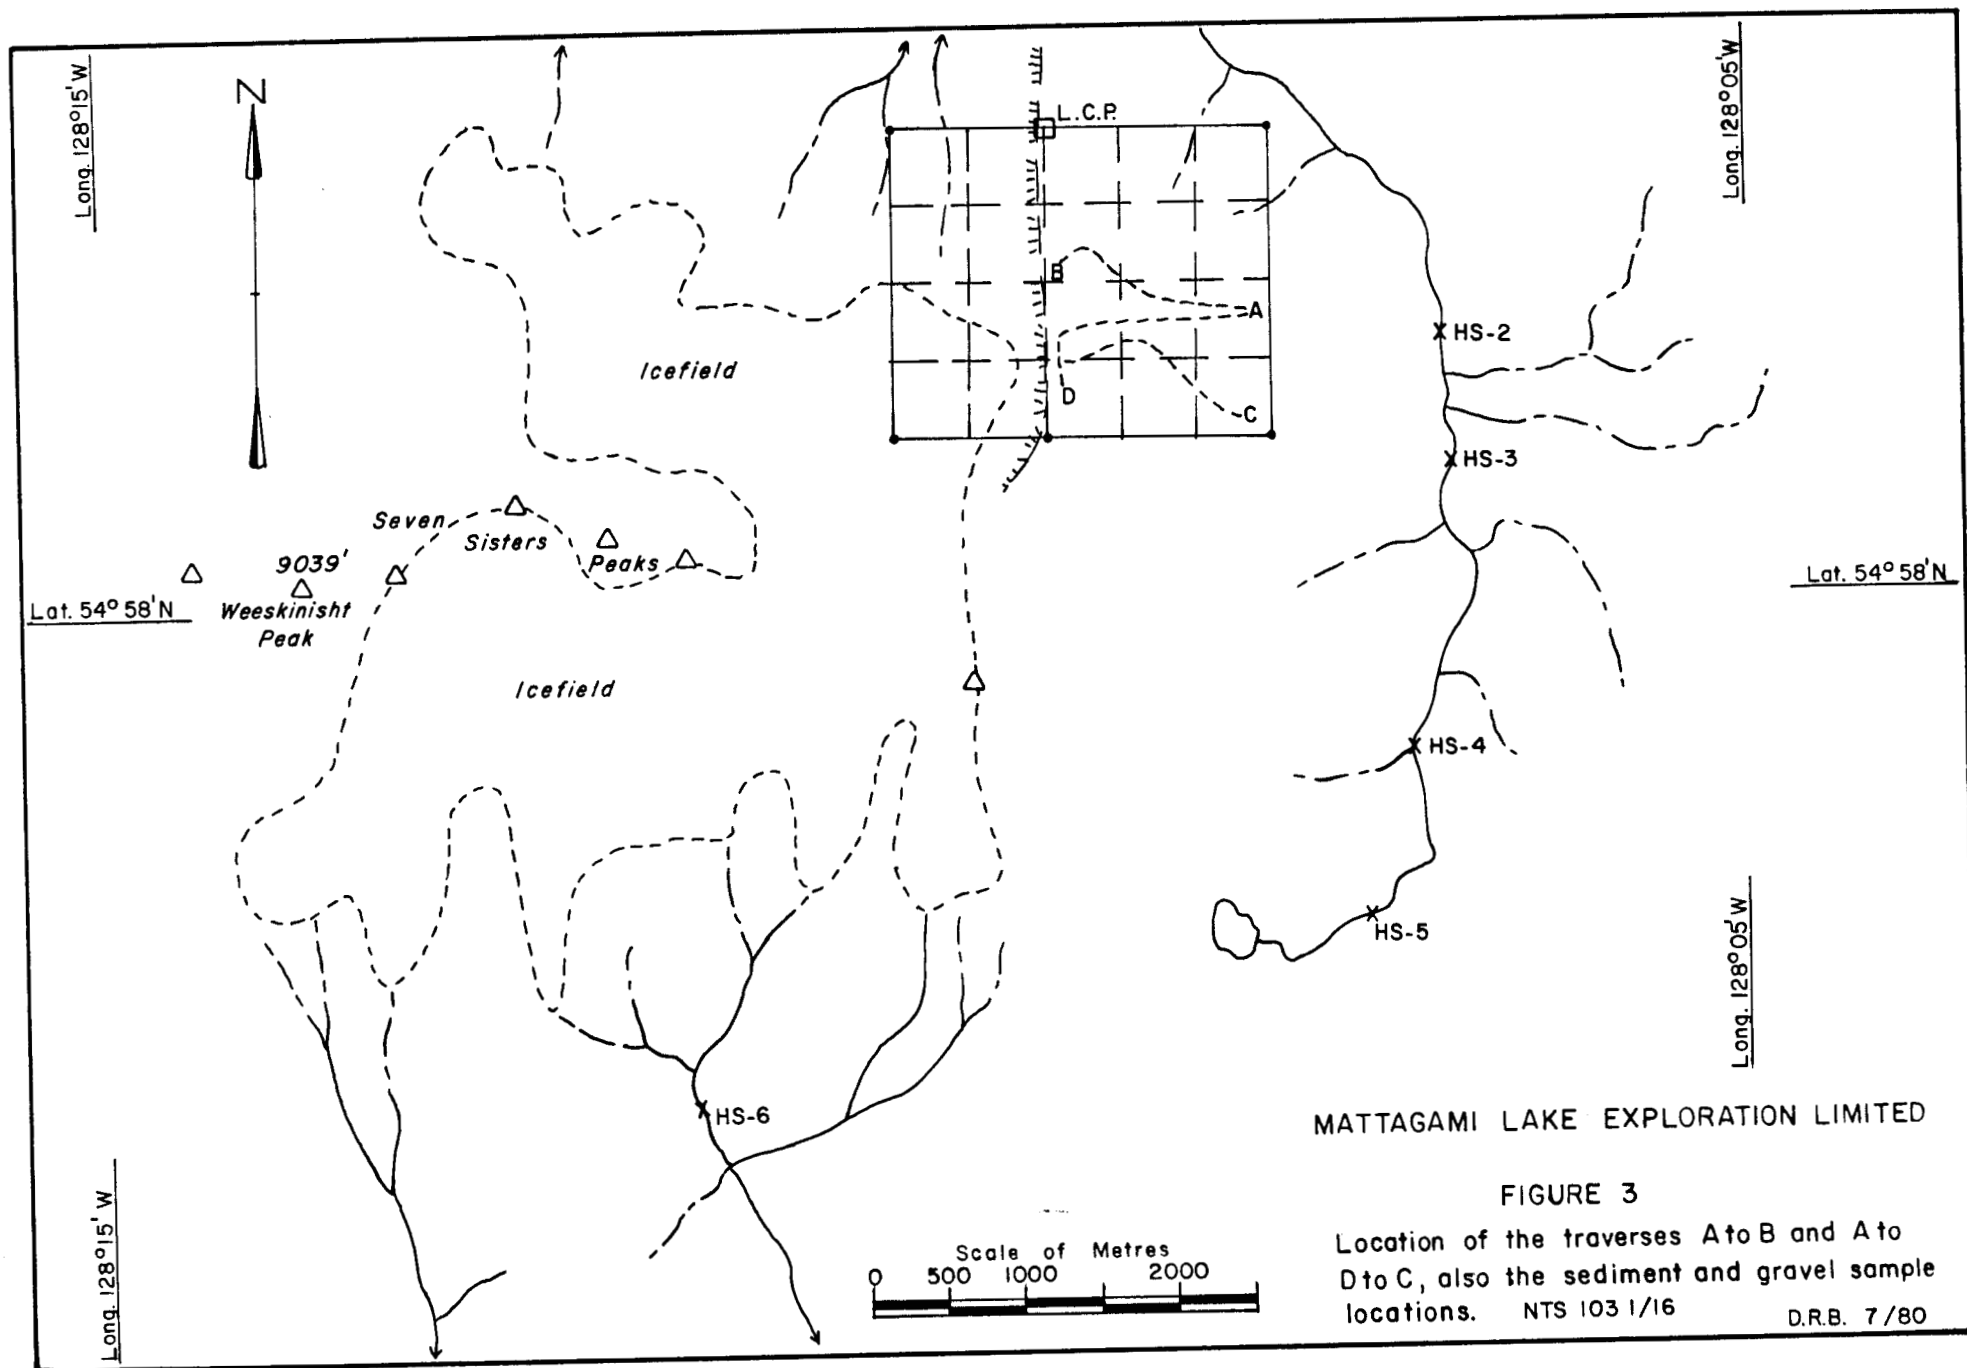 Long. 128°15'W
N
L.C.P.
Long. 128°05'W
B
A
HS-2
Icefield
D
C
HS-3
Seven
Sisters
Peaks
9039'
Weeskinisht
Peak
Lat. 54°58'N
Lat. 54°58'N
Icefield
HS-4
HS-5
Long. 128°05'W
HS-6
MATTAGAMI LAKE EXPLORATION LIMITED
FIGURE 3
Location of the traverses A to B and A to
D to C, also the sediment and gravel sample
locations. NTS 103 1/16
D.R.B. 7/80
Scale of Metres
0 500 1000 2000
Long. 128°15' W